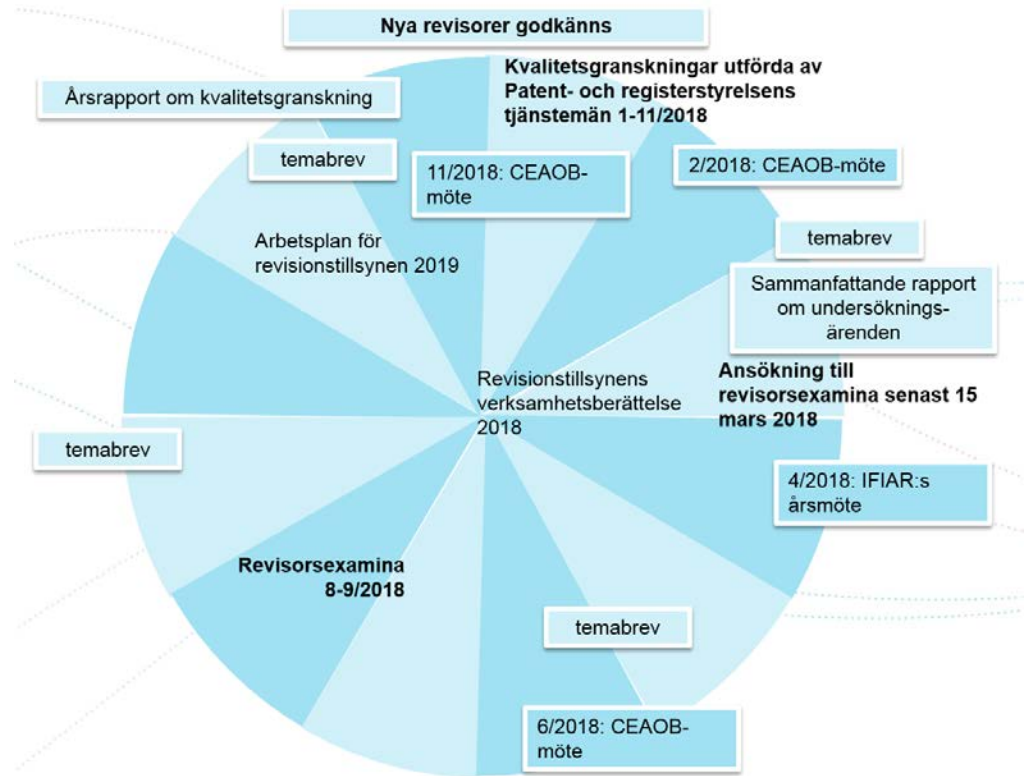 Nya revisorer godkänns
Kvalitetsgranskningar utförda av
Patent- och registerstyrelsens
tjänstemän 1-11/2018
Årsrapport om kvalitetsgranskning
temabrev
11/2018: CEAOB-
möte
2/2018: CEAOB-möte
Arbetsplan för
revisionstillsynen 2019
temabrev
Sammanfattande rapport
om undersöknings-
ärenden
Revisionstillsynens
verksamhetsberättelse
2018
Ansökning till
revisorsexamina senast 15
mars 2018
temabrev
4/2018: IFIAR:s
årsmöte
Revisorsexamina
8-9/2018
temabrev
6/2018: CEAOB-
möte